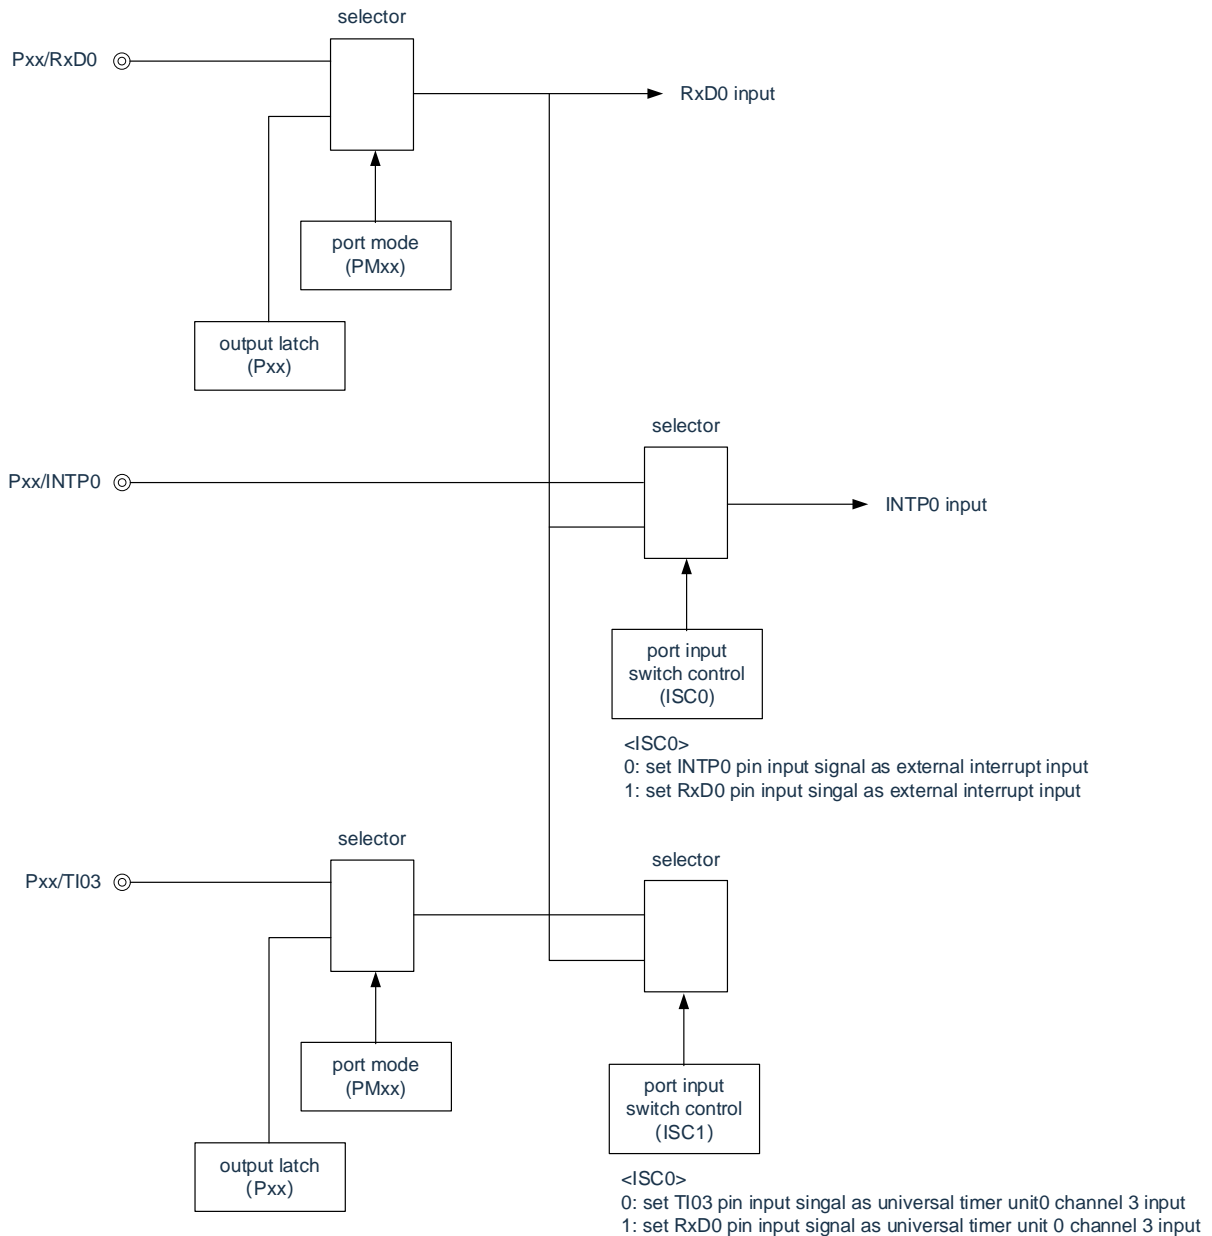 selector
Pxx/RxD0
RxD0 input
port mode
(PMxx)
output latch
(Pxx)
selector
Pxx/INTP0
INTP0 input
port input
switch control
(ISC0)
<ISC0>
0: set INTP0 pin input signal as external interrupt input
1: set RxD0 pin input singal as external interrupt input
selector
selector
Pxx/TI03
port mode
(PMxx)
port input
switch control
(ISC1)
output latch
(Pxx)
<ISC0>
0: set TI03 pin input singal as universal timer unit0 channel 3 input
1: set RxD0 pin input signal as universal timer unit 0 channel 3 input